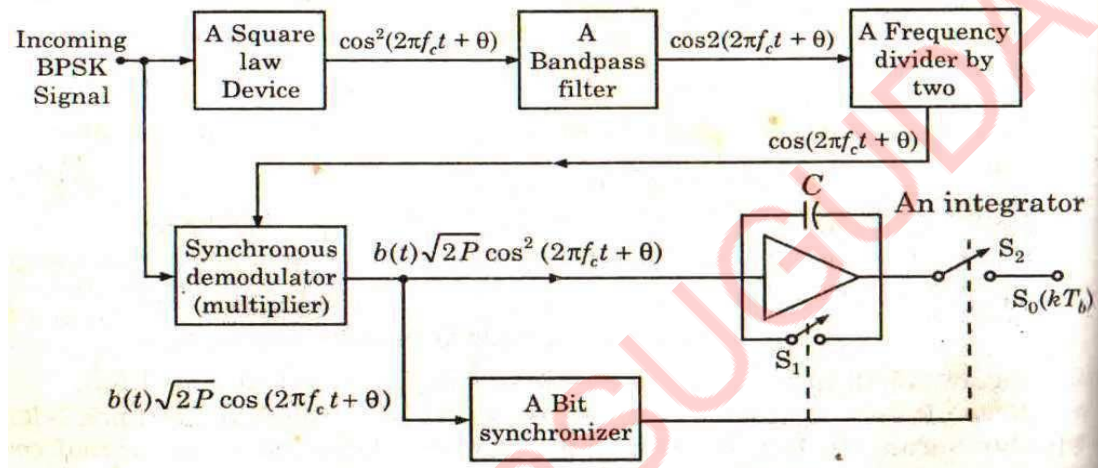 Incoming
BPSK
Signal
A Square
law
Device
cos²(2πf_ct + θ)
A
Bandpass
filter
cos2(2πf_ct + θ)
A Frequency
divider by
two
cos(2πf_ct + θ)
C
An integrator
Synchronous
demodulator
(multiplier)
b(t)√2P cos² (2πf_ct + θ)
S₂
S₀(kT_b)
S₁
b(t)√2P cos (2πf_ct + θ)
A Bit
synchronizer
SUGUDA